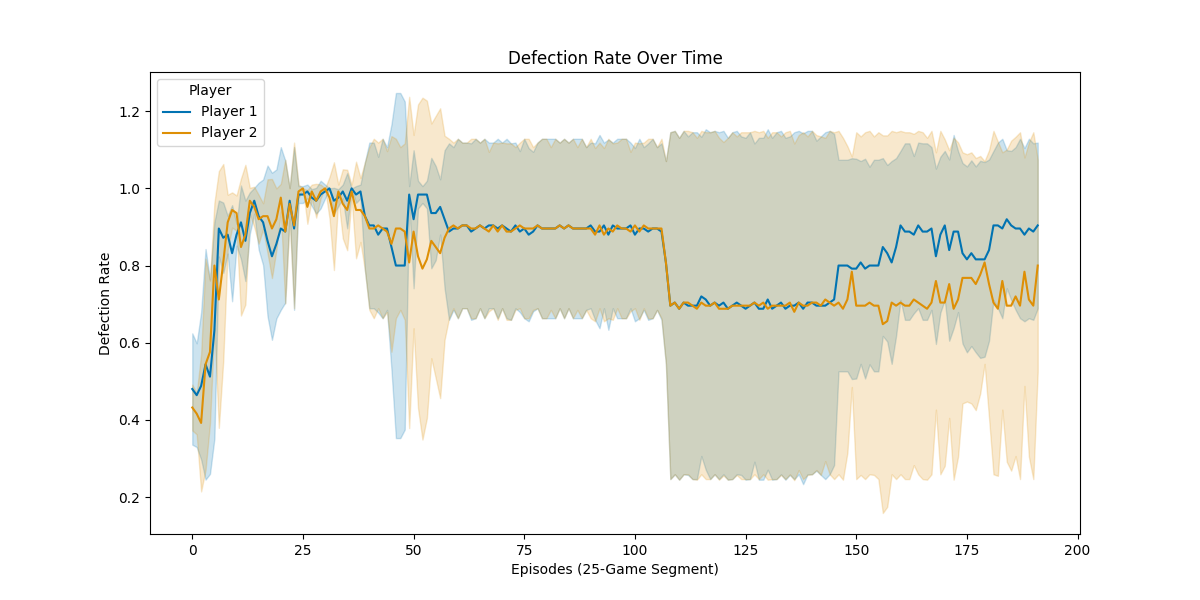 Defection Rate Over Time
Player
Player 1
Player 2
1.2
1.0
0.8
0.6
0.4
0.2
Defection Rate
0 25 50 75 100 125 150 175 200
Episodes (25-Game Segment)